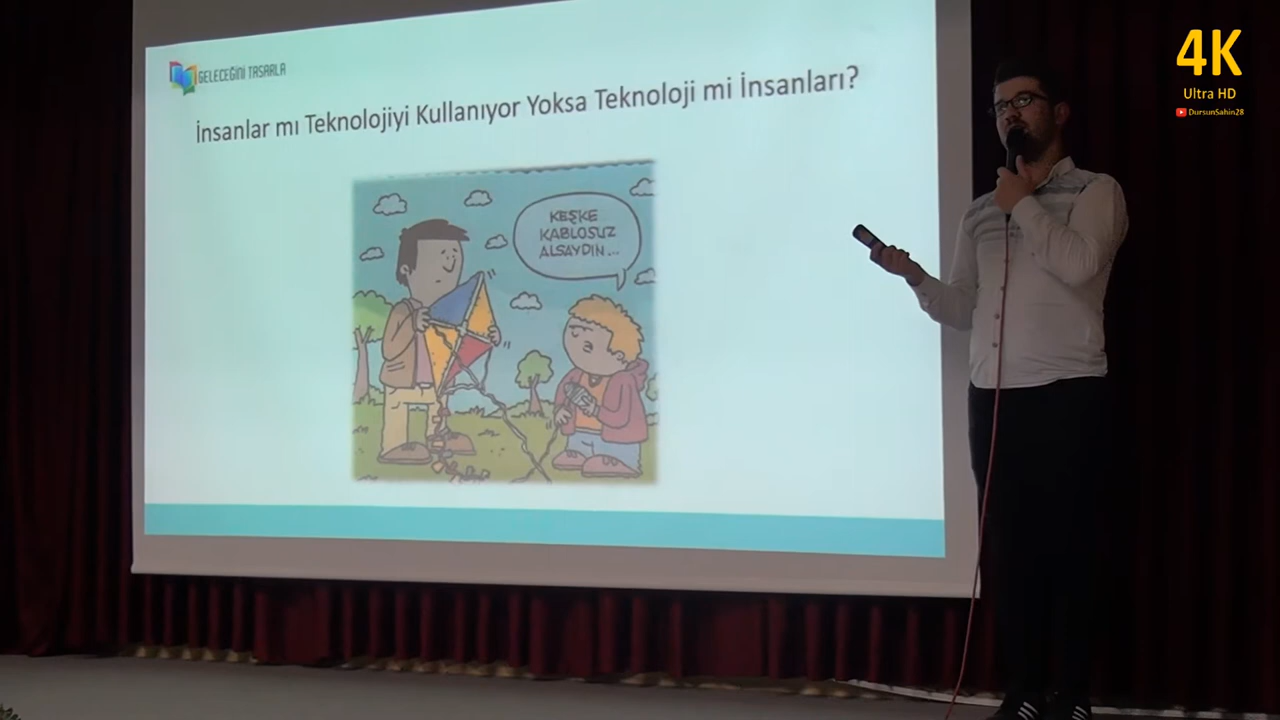 GELECEĞİNİ TASARLA
İnsanlar mı Teknolojiyi Kullanıyor Yoksa Teknoloji mi İnsanları?
KEŞKE
KABLOSUZ
ALSAYDIN...
4K
Ultra HD
DursunSahin28